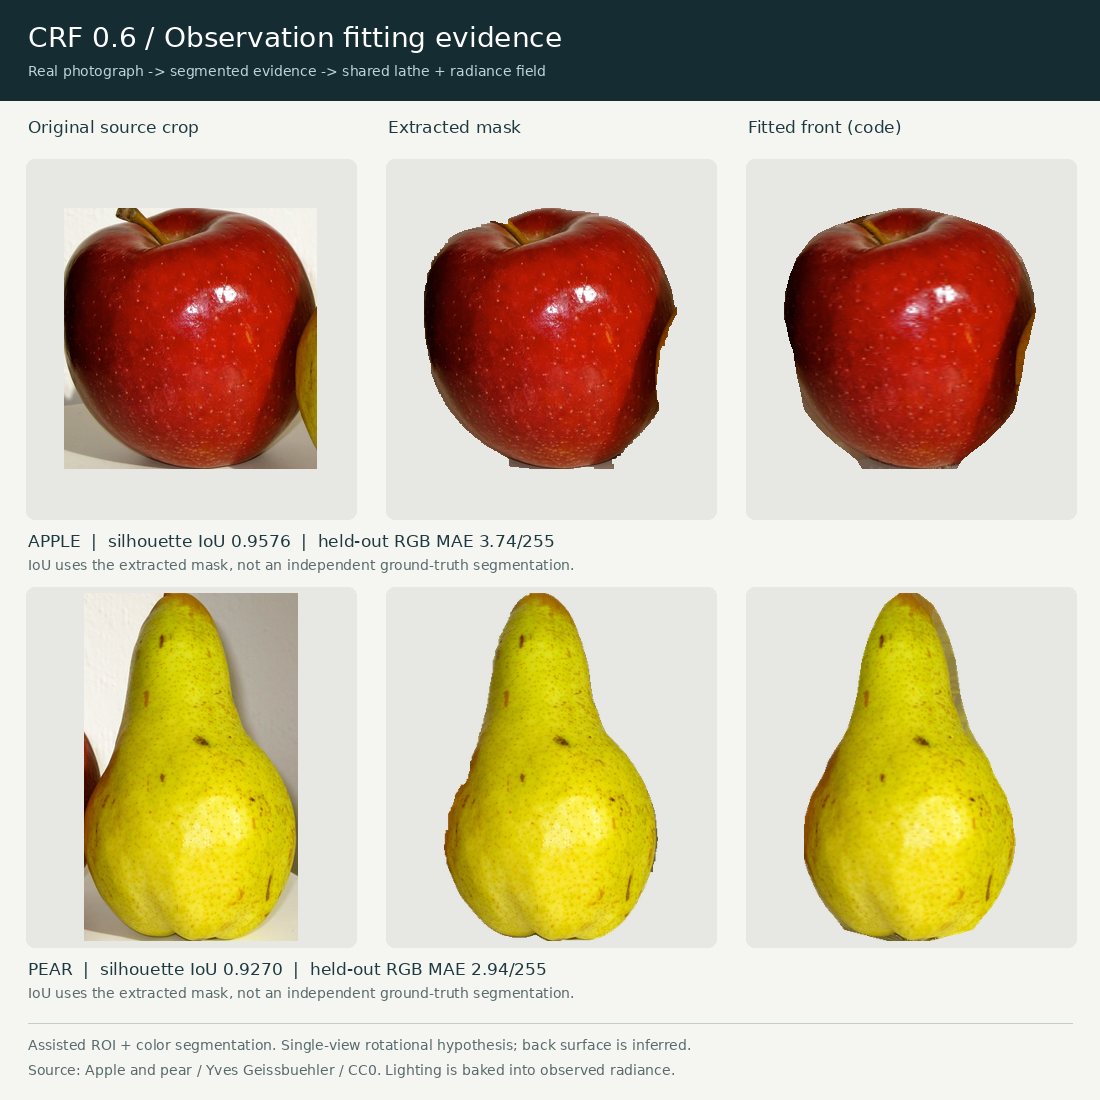 CRF 0.6 / Observation fitting evidence
Real photograph -> segmented evidence -> shared lathe + radiance field
Original source crop
Extracted mask
Fitted front (code)
APPLE | silhouette IoU 0.9576 | held-out RGB MAE 3.74/255
IoU uses the extracted mask, not an independent ground-truth segmentation.
PEAR | silhouette IoU 0.9270 | held-out RGB MAE 2.94/255
IoU uses the extracted mask, not an independent ground-truth segmentation.
Assisted ROI + color segmentation. Single-view rotational hypothesis; back surface is inferred.
Source: Apple and pear / Yves Geissbuehler / CC0. Lighting is baked into observed radiance.